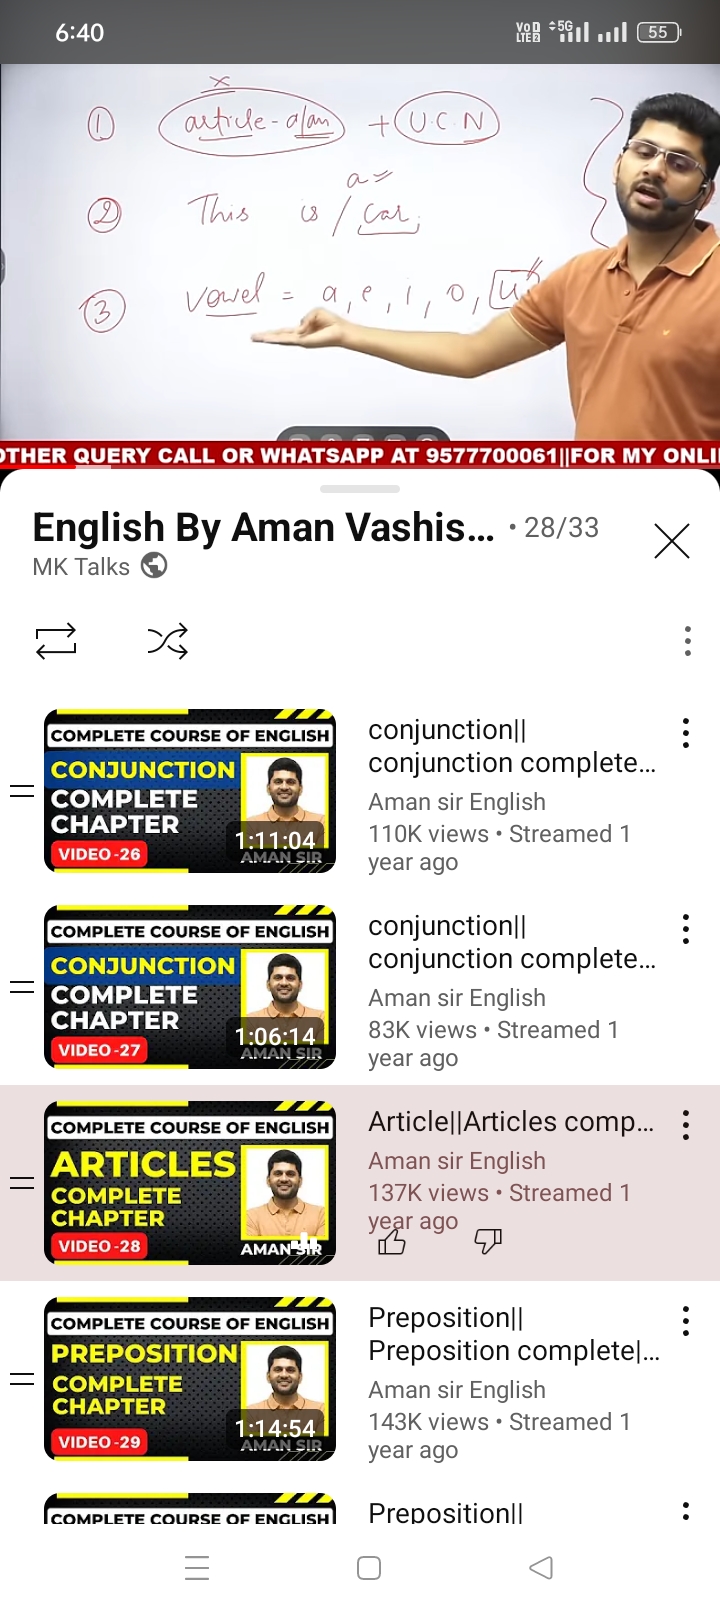 6:40
VoD LTE2 5G 55
x
① article - a/an + U.C.N
a
② This is / car,
③ vowel = a, e, i, o, u
OTHER QUERY CALL OR WHATSAPP AT 9577700061||FOR MY ONLI
English By Aman Vashis... • 28/33
MK Talks
COMPLETE COURSE OF ENGLISH
CONJUNCTION
COMPLETE
CHAPTER
VIDEO-26
1:11:04
AMAN SIR
conjunction||
conjunction complete...
Aman sir English
110K views • Streamed 1
year ago
COMPLETE COURSE OF ENGLISH
CONJUNCTION
COMPLETE
CHAPTER
VIDEO-27
1:06:14
AMAN SIR
conjunction||
conjunction complete...
Aman sir English
83K views • Streamed 1
year ago
COMPLETE COURSE OF ENGLISH
ARTICLES
COMPLETE
CHAPTER
VIDEO-28
AMAN SIR
Article||Articles comp...
Aman sir English
137K views • Streamed 1
year ago
COMPLETE COURSE OF ENGLISH
PREPOSITION
COMPLETE
CHAPTER
VIDEO-29
1:14:54
AMAN SIR
Preposition||
Preposition complete|...
Aman sir English
143K views • Streamed 1
year ago
COMPLETE COURSE OF ENGLISH
Preposition||